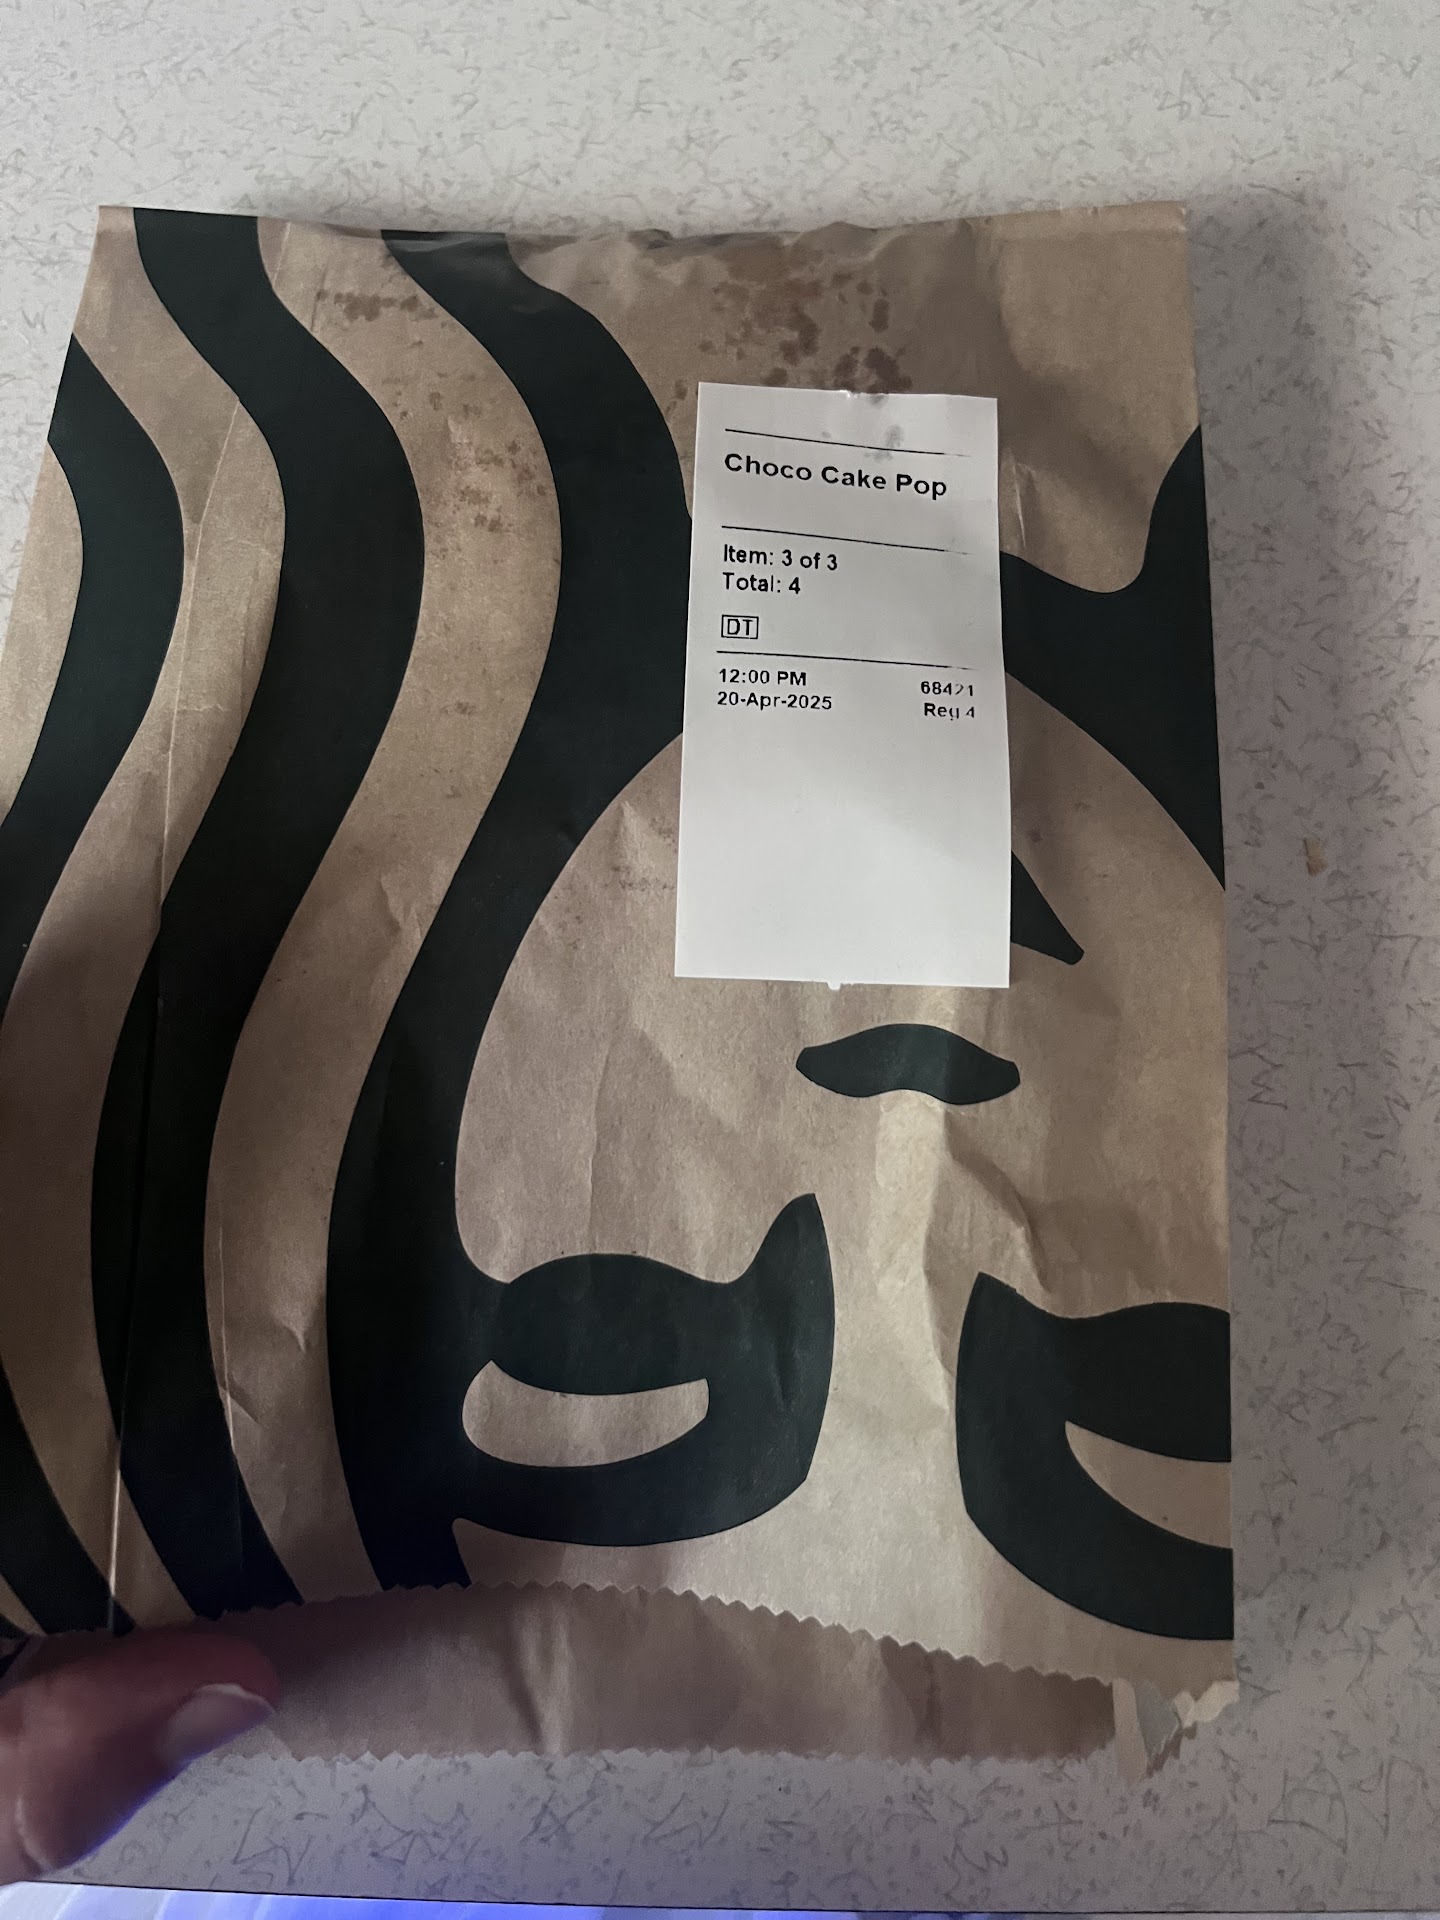 Choco Cake Pop
Item: 3 of 3
Total: 4
DT
12:00 PM 68421
20-Apr-2025 Reg 4